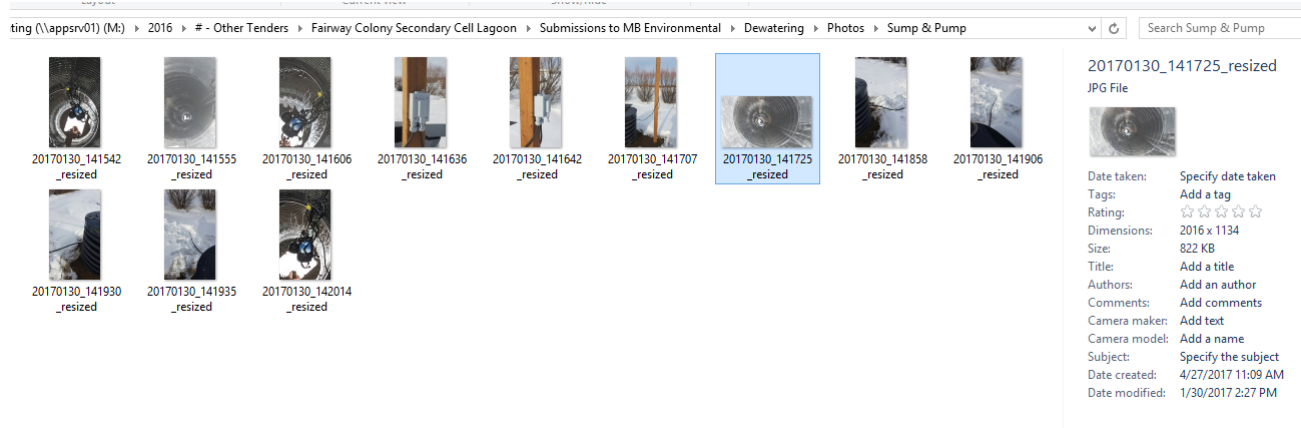 ting (\\appsrv01) (M:) ▸ 2016 ▸ # - Other Tenders ▸ Fairway Colony Secondary Cell Lagoon ▸ Submissions to MB Environmental ▸ Dewatering ▸ Photos ▸ Sump & Pump
Search Sump & Pump
20170130_141542
_resized
20170130_141555
_resized
20170130_141606
_resized
20170130_141636
_resized
20170130_141642
_resized
20170130_141707
_resized
20170130_141725
_resized
20170130_141858
_resized
20170130_141906
_resized
20170130_141930
_resized
20170130_141935
_resized
20170130_142014
_resized
20170130_141725_resized
JPG File
Date taken: Specify date taken
Tags: Add a tag
Rating:
Dimensions: 2016 x 1134
Size: 822 KB
Title: Add a title
Authors: Add an author
Comments: Add comments
Camera maker: Add text
Camera model: Add a name
Subject: Specify the subject
Date created: 4/27/2017 11:09 AM
Date modified: 1/30/2017 2:27 PM